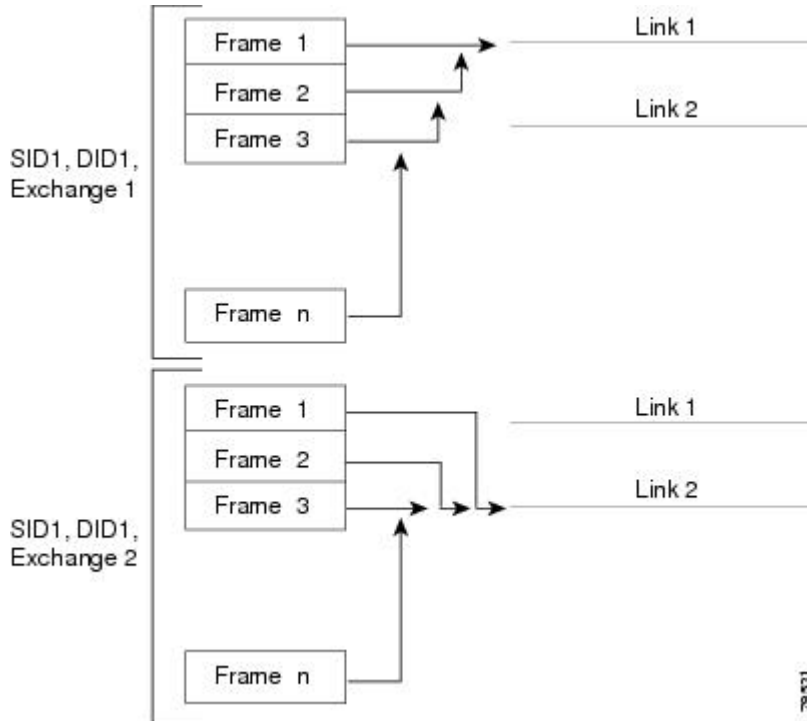 Frame 1
Link 1
Frame 2
Link 2
Frame 3
SID1, DID1,
Exchange 1
Frame n
Frame 1
Link 1
Frame 2
Link 2
Frame 3
SID1, DID1,
Exchange 2
Frame n